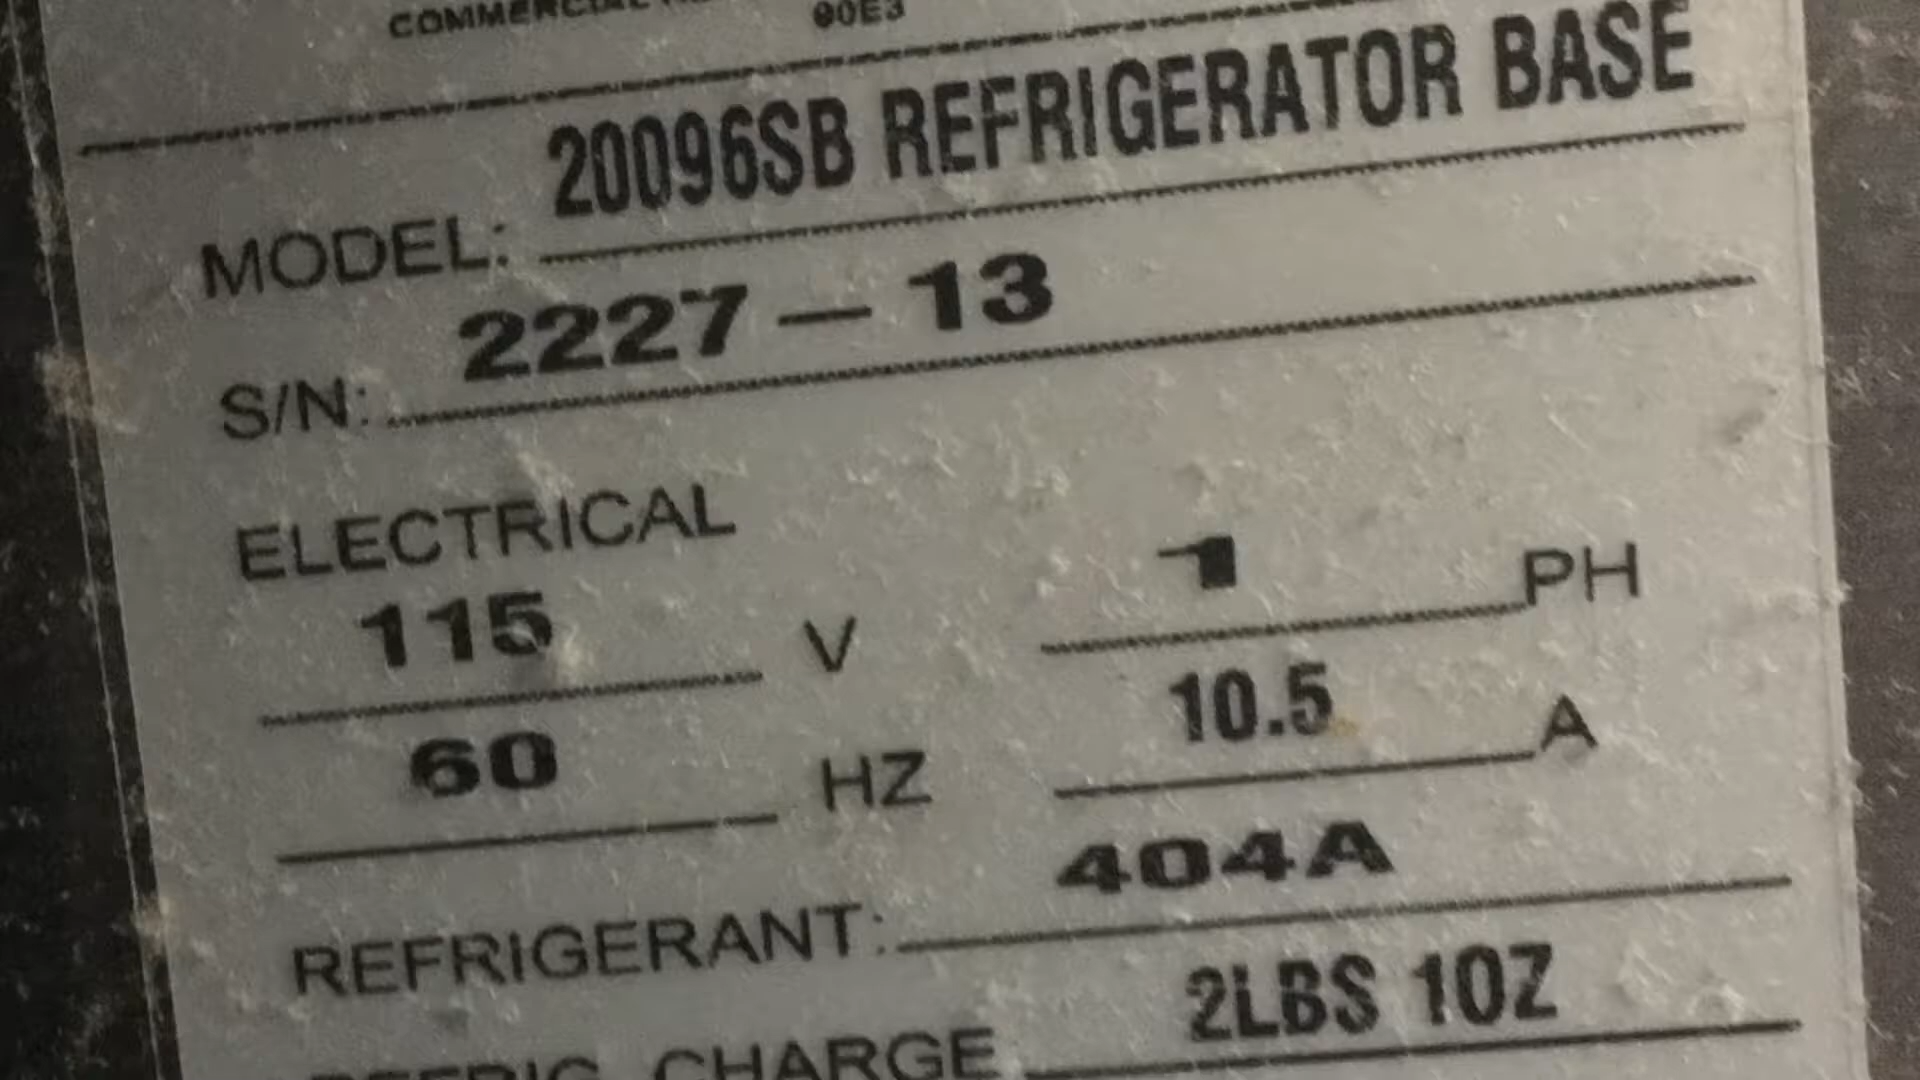 COMMERCIAL
90E3
MODEL: 20096SB REFRIGERATOR BASE
S/N: 2227-13
ELECTRICAL
115 V 1 PH
60 HZ 10.5 A
REFRIGERANT: 404A
CHARGE 2LBS 1OZ